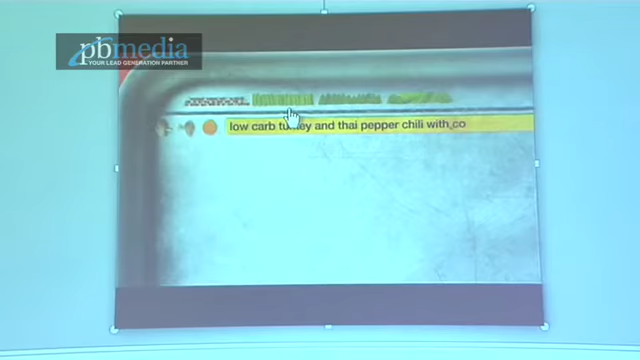 pbmedia
YOUR LEAD GENERATION PARTNER
low carb turkey and thai pepper chili with co